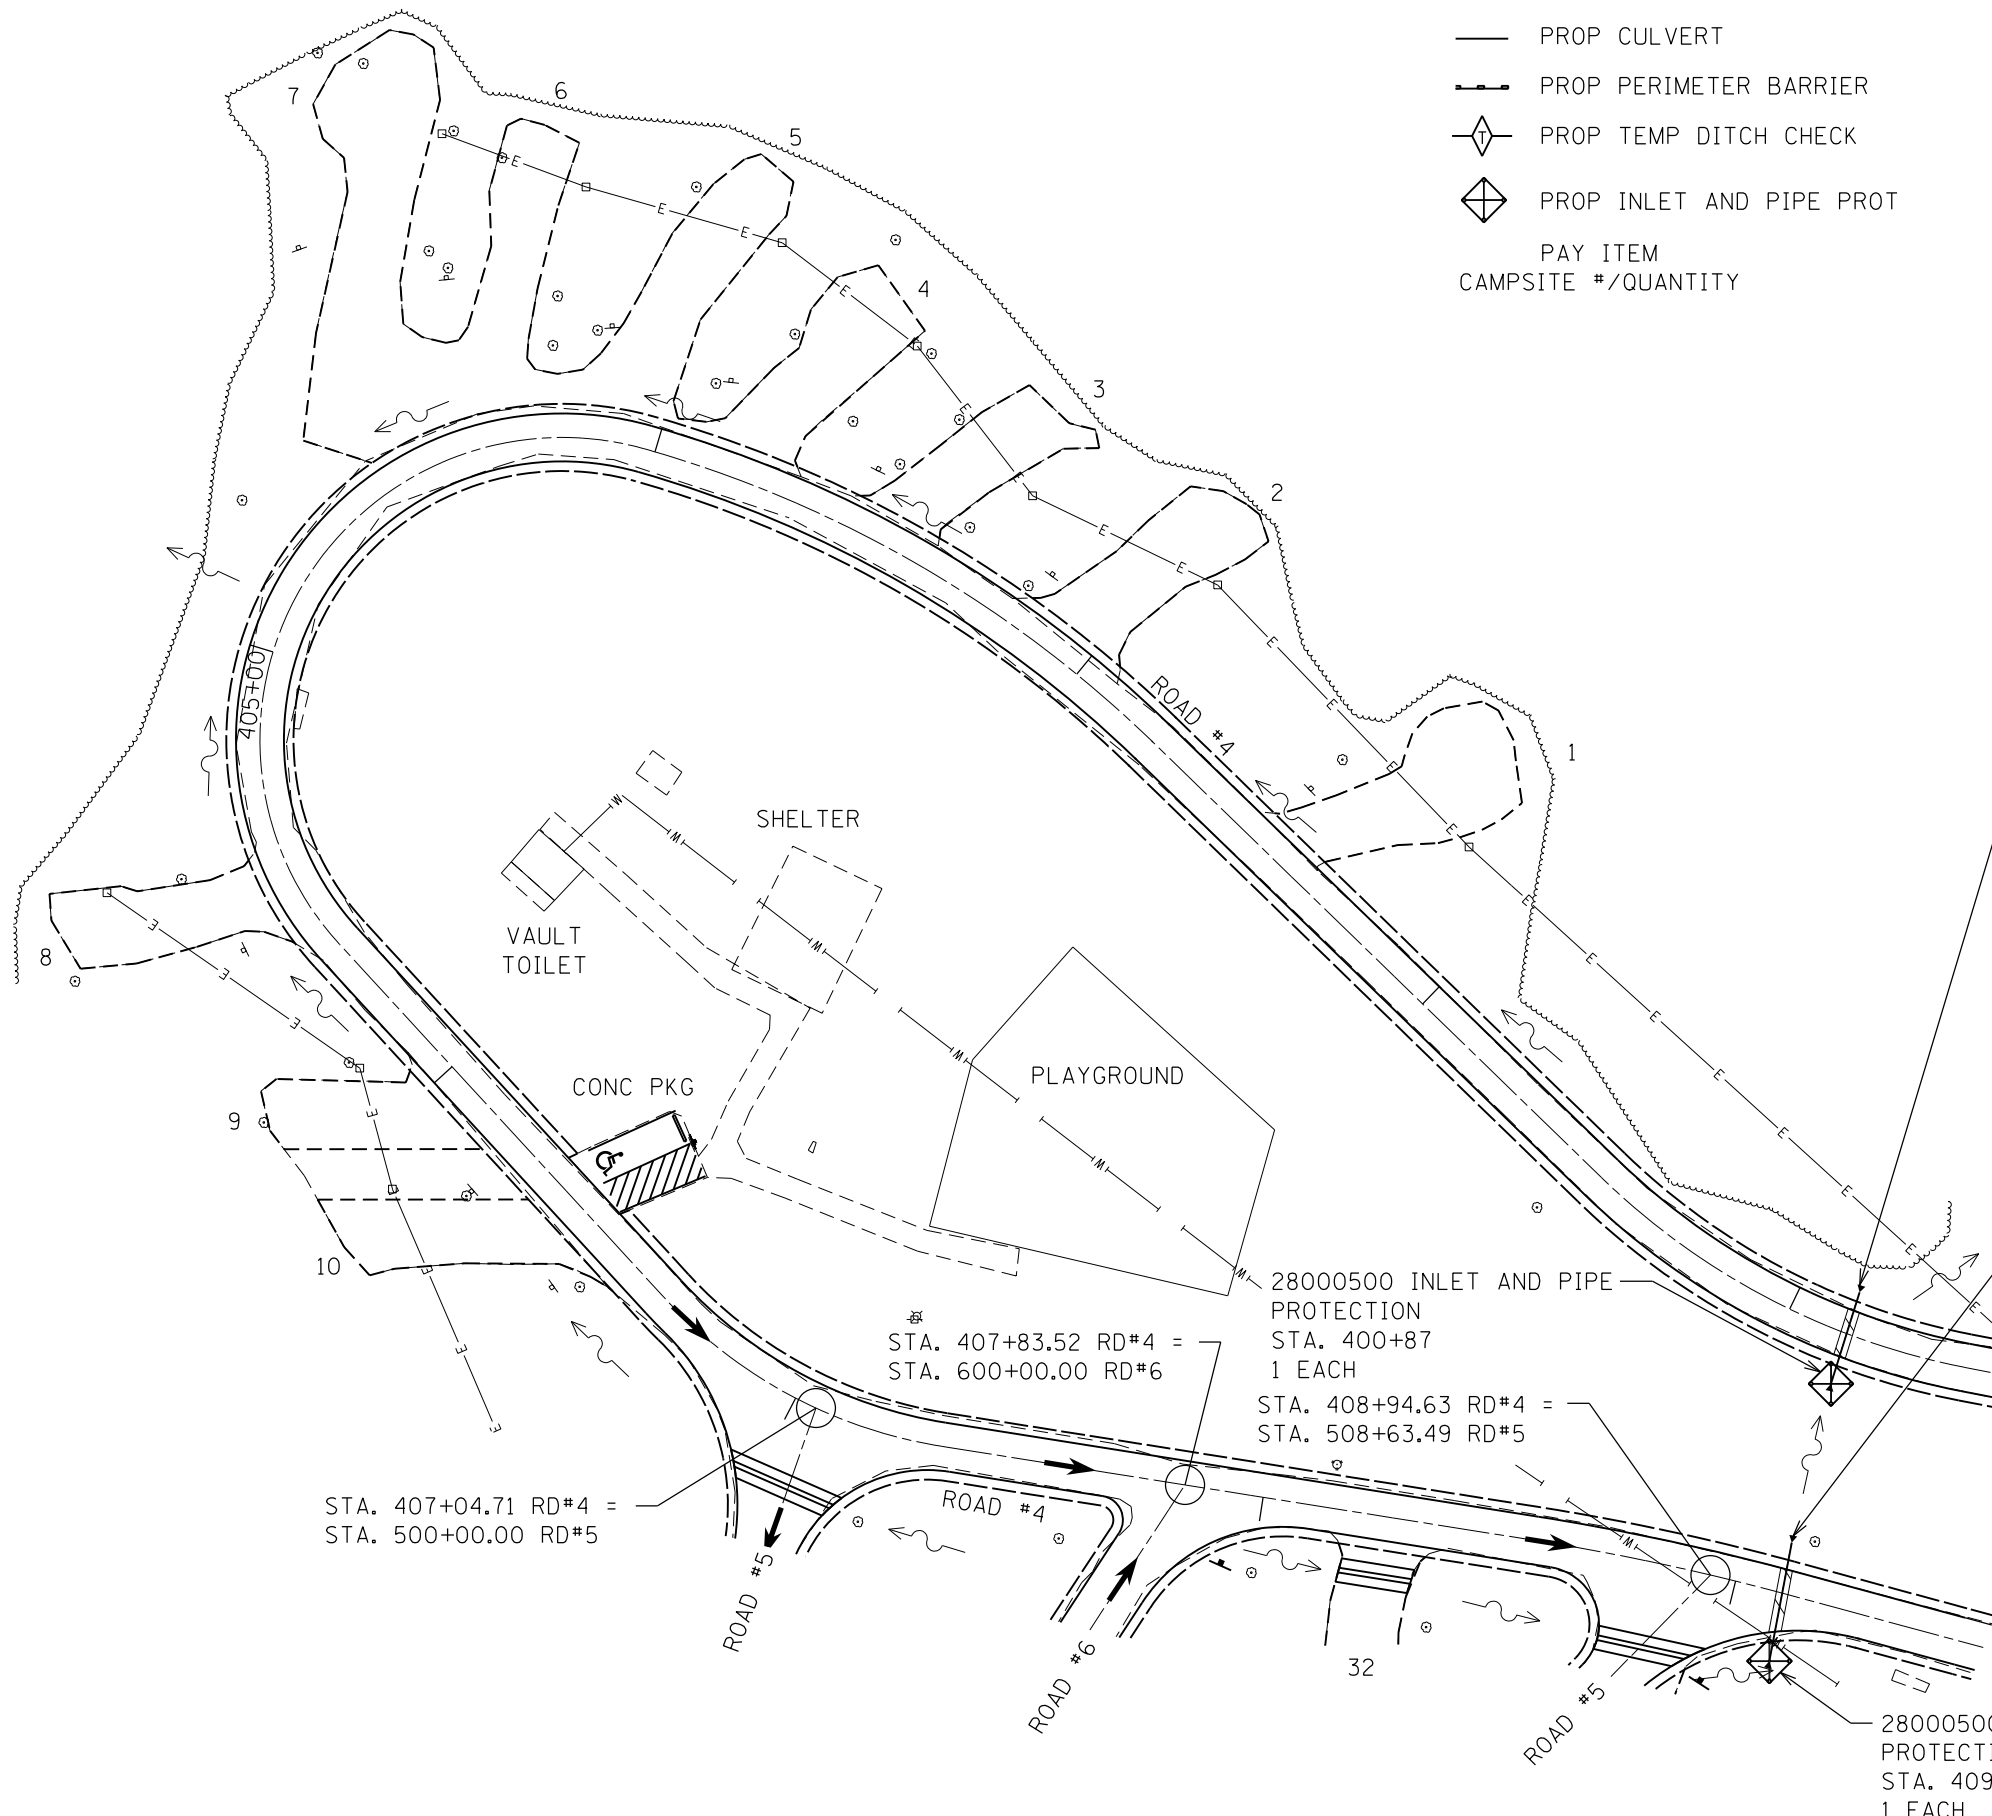 PROP CULVERT
PROP PERIMETER BARRIER
T
PROP TEMP DITCH CHECK
PROP INLET AND PIPE PROT
PAY ITEM
CAMPSITE #/QUANTITY
7
6
5
4
3
2
1
ROAD #4
405+00
SHELTER
VAULT
TOILET
PLAYGROUND
CONC PKG
8
9
10
28000500 INLET AND PIPE
PROTECTION
STA. 400+87
1 EACH
STA. 407+83.52 RD#4 =
STA. 600+00.00 RD#6
STA. 408+94.63 RD#4 =
STA. 508+63.49 RD#5
STA. 407+04.71 RD#4 =
STA. 500+00.00 RD#5
ROAD #4
ROAD #5
ROAD #6
32
ROAD #5
2800050
PROTECT
STA. 409
1 EACH